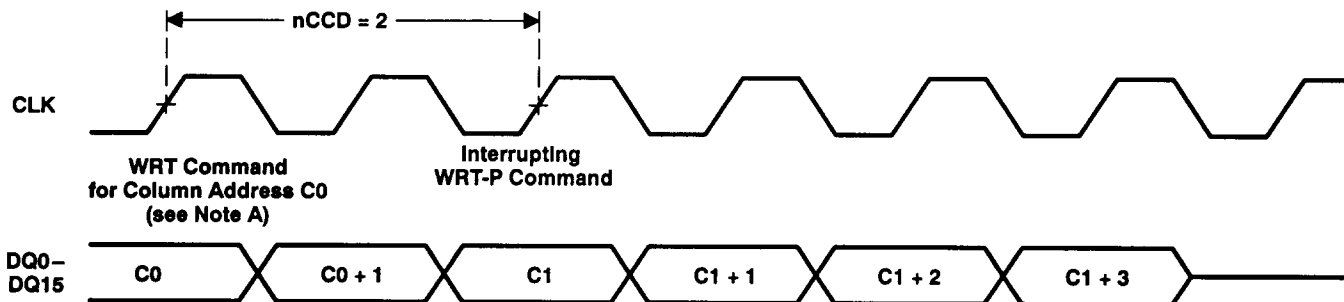 nCCD = 2
CLK
WRT Command
for Column Address C0
(see Note A)
Interrupting
WRT-P Command
DQ0–
DQ15
C0
C0 + 1
C1
C1 + 1
C1 + 2
C1 + 3